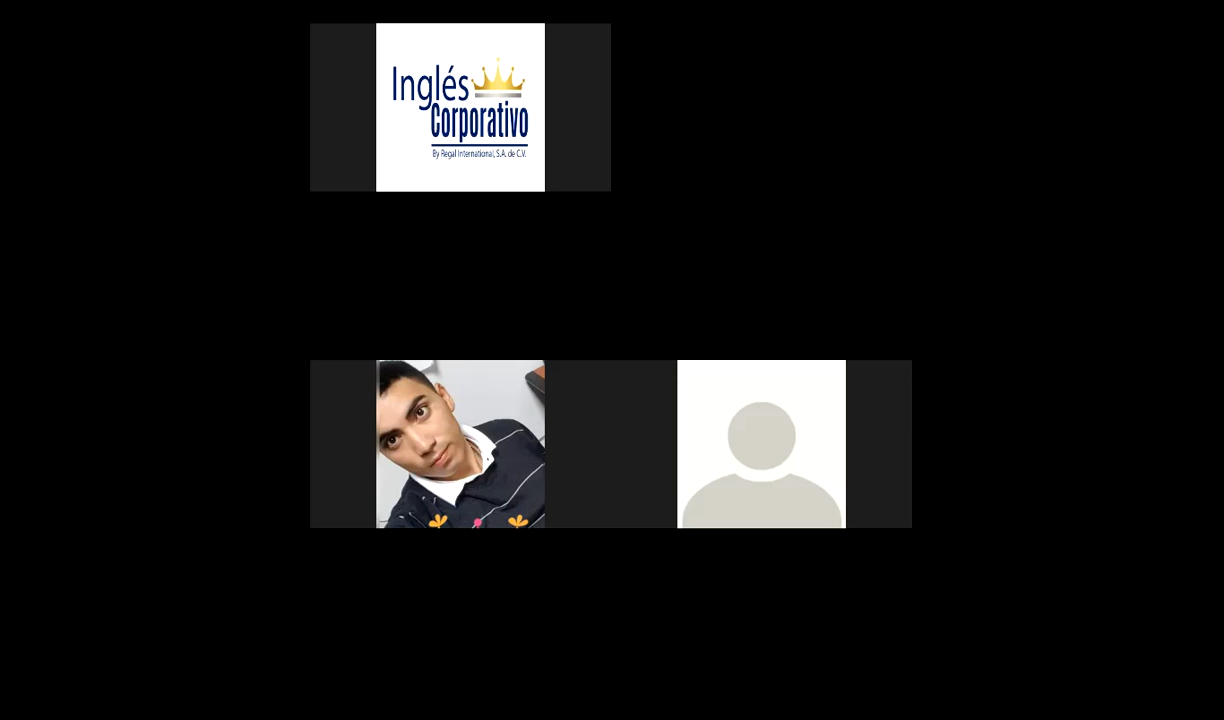 Inglés
Corporativo
By Regal International, S.A. de C.V.